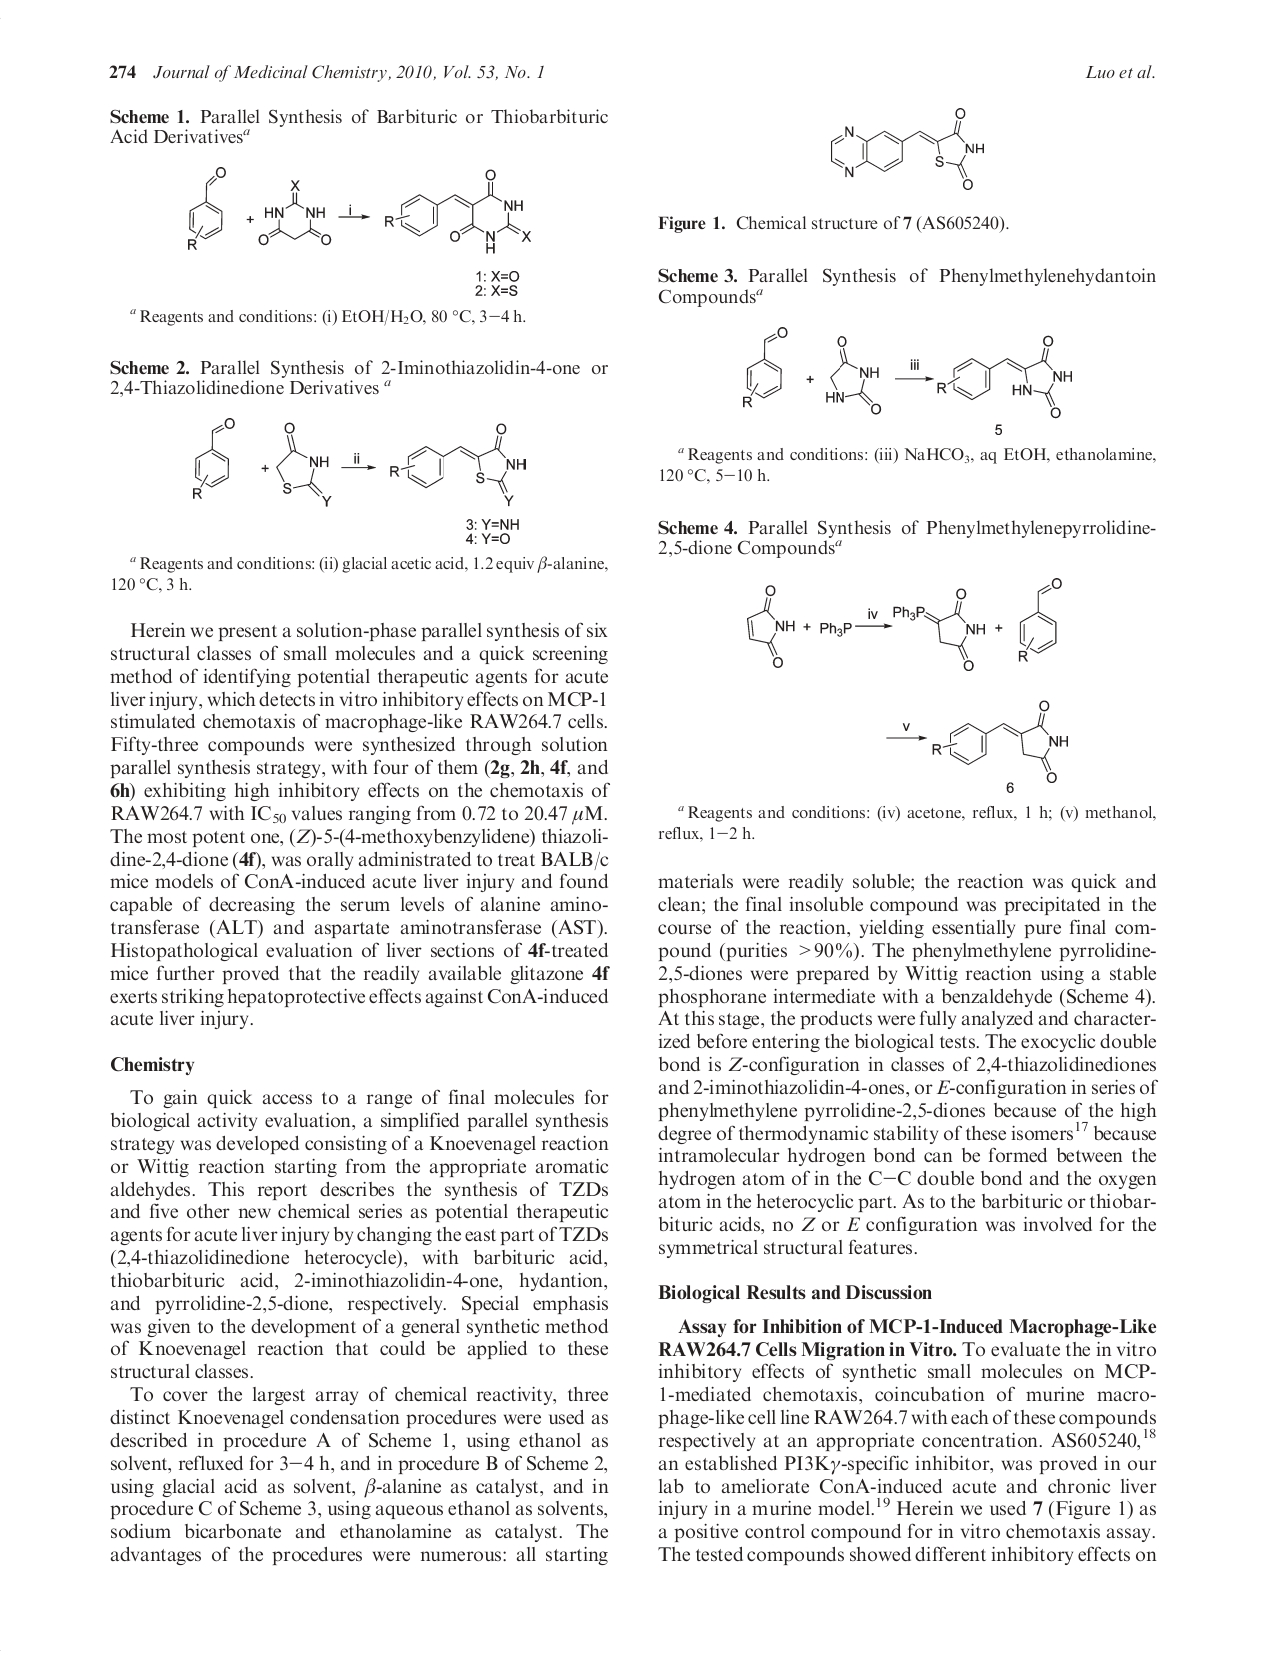 274 Journal of Medicinal Chemistry, 2010, Vol. 53, No. 1
Luo et al.
Scheme 1. Parallel Synthesis of Barbituric or Thiobarbituric
Acid Derivativesᵃ
O
R
+
X
HN NH
O O
i
R
O
NH
O N X
H
1: X=O
2: X=S
ᵃ Reagents and conditions: (i) EtOH/H₂O, 80 °C, 3−4 h.
Scheme 2. Parallel Synthesis of 2-Iminothiazolidin-4-one or
2,4-Thiazolidinedione Derivatives ᵃ
O
R
+
O
NH
S
Y
ii
R
O
NH
S
Y
3: Y=NH
4: Y=O
ᵃ Reagents and conditions: (ii) glacial acetic acid, 1.2 equiv β-alanine,
120 °C, 3 h.
Herein we present a solution-phase parallel synthesis of six
structural classes of small molecules and a quick screening
method of identifying potential therapeutic agents for acute
liver injury, which detects in vitro inhibitory effects on MCP-1
stimulated chemotaxis of macrophage-like RAW264.7 cells.
Fifty-three compounds were synthesized through solution
parallel synthesis strategy, with four of them (2g, 2h, 4f, and
6h) exhibiting high inhibitory effects on the chemotaxis of
RAW264.7 with IC₅₀ values ranging from 0.72 to 20.47 μM.
The most potent one, (Z)-5-(4-methoxybenzylidene) thiazoli-
dine-2,4-dione (4f), was orally administrated to treat BALB/c
mice models of ConA-induced acute liver injury and found
capable of decreasing the serum levels of alanine amino-
transferase (ALT) and aspartate aminotransferase (AST).
Histopathological evaluation of liver sections of 4f-treated
mice further proved that the readily available glitazone 4f
exerts striking hepatoprotective effects against ConA-induced
acute liver injury.
Chemistry
To gain quick access to a range of final molecules for
biological activity evaluation, a simplified parallel synthesis
strategy was developed consisting of a Knoevenagel reaction
or Wittig reaction starting from the appropriate aromatic
aldehydes. This report describes the synthesis of TZDs
and five other new chemical series as potential therapeutic
agents for acute liver injury by changing the east part of TZDs
(2,4-thiazolidinedione heterocycle), with barbituric acid,
thiobarbituric acid, 2-iminothiazolidin-4-one, hydantion,
and pyrrolidine-2,5-dione, respectively. Special emphasis
was given to the development of a general synthetic method
of Knoevenagel reaction that could be applied to these
structural classes.
To cover the largest array of chemical reactivity, three
distinct Knoevenagel condensation procedures were used as
described in procedure A of Scheme 1, using ethanol as
solvent, refluxed for 3−4 h, and in procedure B of Scheme 2,
using glacial acid as solvent, β-alanine as catalyst, and in
procedure C of Scheme 3, using aqueous ethanol as solvents,
sodium bicarbonate and ethanolamine as catalyst. The
advantages of the procedures were numerous: all starting
N
N
O
NH
S
O
Figure 1. Chemical structure of 7 (AS605240).
Scheme 3. Parallel Synthesis of Phenylmethylenehydantoin
Compoundsᵃ
O
R
+
O
NH
HN
O
iii
R
O
NH
HN
O
5
ᵃ Reagents and conditions: (iii) NaHCO₃, aq EtOH, ethanolamine,
120 °C, 5−10 h.
Scheme 4. Parallel Synthesis of Phenylmethylenepyrrolidine-
2,5-dione Compoundsᵃ
O
NH
O
+ Ph₃P
iv
Ph₃P
O
NH
O
+
O
R
v
R
O
NH
O
6
ᵃ Reagents and conditions: (iv) acetone, reflux, 1 h; (v) methanol,
reflux, 1−2 h.
materials were readily soluble; the reaction was quick and
clean; the final insoluble compound was precipitated in the
course of the reaction, yielding essentially pure final com-
pound (purities >90%). The phenylmethylene pyrrolidine-
2,5-diones were prepared by Wittig reaction using a stable
phosphorane intermediate with a benzaldehyde (Scheme 4).
At this stage, the products were fully analyzed and character-
ized before entering the biological tests. The exocyclic double
bond is Z-configuration in classes of 2,4-thiazolidinediones
and 2-iminothiazolidin-4-ones, or E-configuration in series of
phenylmethylene pyrrolidine-2,5-diones because of the high
degree of thermodynamic stability of these isomers¹⁷ because
intramolecular hydrogen bond can be formed between the
hydrogen atom of in the C−C double bond and the oxygen
atom in the heterocyclic part. As to the barbituric or thiobar-
bituric acids, no Z or E configuration was involved for the
symmetrical structural features.
Biological Results and Discussion
Assay for Inhibition of MCP-1-Induced Macrophage-Like
RAW264.7 Cells Migration in Vitro. To evaluate the in vitro
inhibitory effects of synthetic small molecules on MCP-
1-mediated chemotaxis, coincubation of murine macro-
phage-like cell line RAW264.7 with each of these compounds
respectively at an appropriate concentration. AS605240,¹⁸
an established PI3Kγ-specific inhibitor, was proved in our
lab to ameliorate ConA-induced acute and chronic liver
injury in a murine model.¹⁹ Herein we used 7 (Figure 1) as
a positive control compound for in vitro chemotaxis assay.
The tested compounds showed different inhibitory effects on